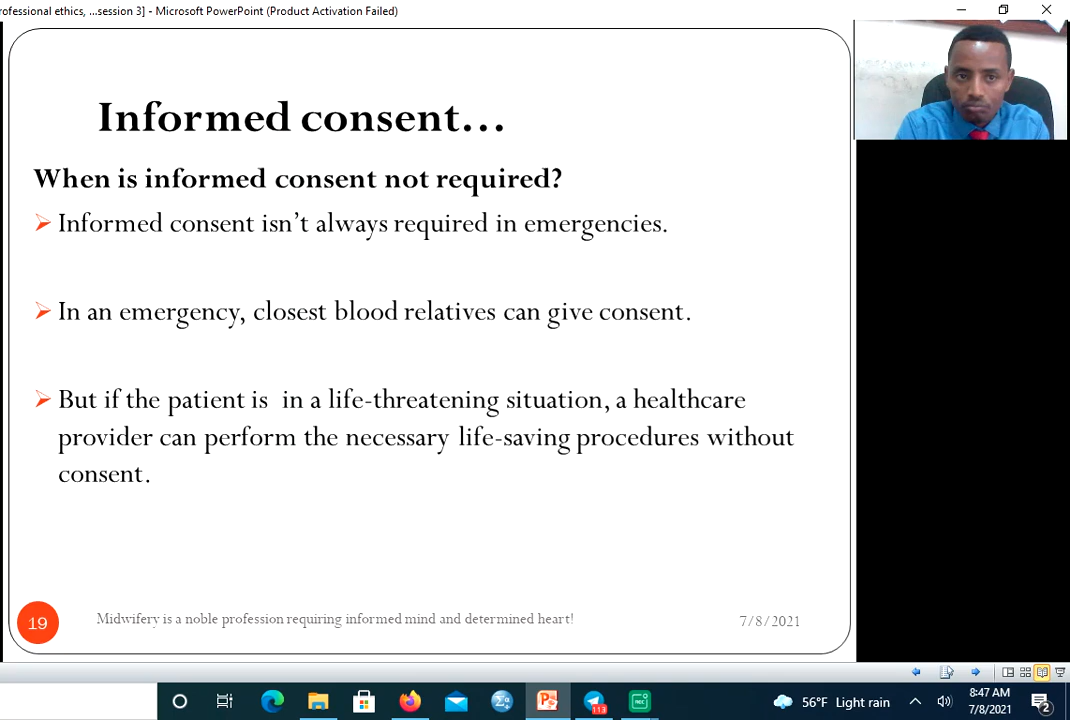 rofessional ethics, ...session 3] - Microsoft PowerPoint (Product Activation Failed)
Informed consent…
When is informed consent not required?
Informed consent isn’t always required in emergencies.
In an emergency, closest blood relatives can give consent.
But if the patient is  in a life-threatening situation, a healthcare
provider can perform the necessary life-saving procedures without
consent.
19
Midwifery is a noble profession requiring informed mind and determined heart!
7/8/2021
113
REC
56°F Light rain
8:47 AM
7/8/2021
2